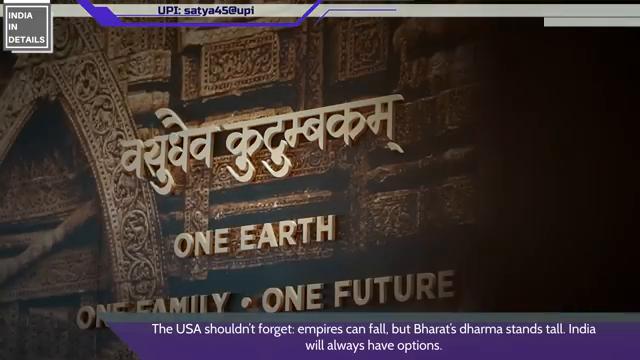 INDIA
IN
DETAILS
UPI: satya45@upi
वसुधैव कुटुम्बकम्
ONE EARTH
ONE FAMILY • ONE FUTURE
The USA shouldn't forget: empires can fall, but Bharat's dharma stands tall. India
will always have options.